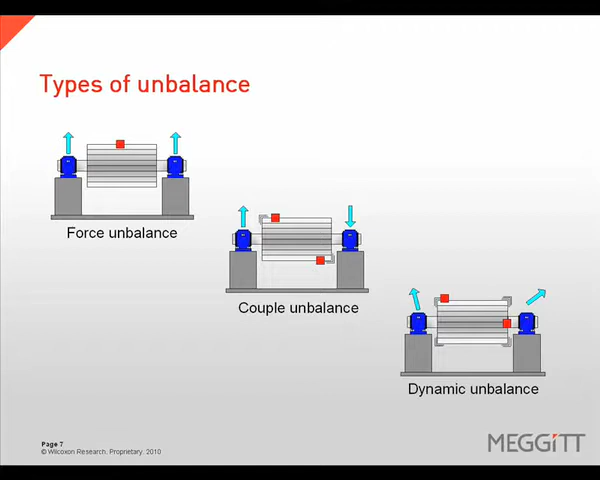 Types of unbalance
Force unbalance
Couple unbalance
Dynamic unbalance
Page 7
© Wilcoxon Research, Proprietary, 2010
MEGGITT